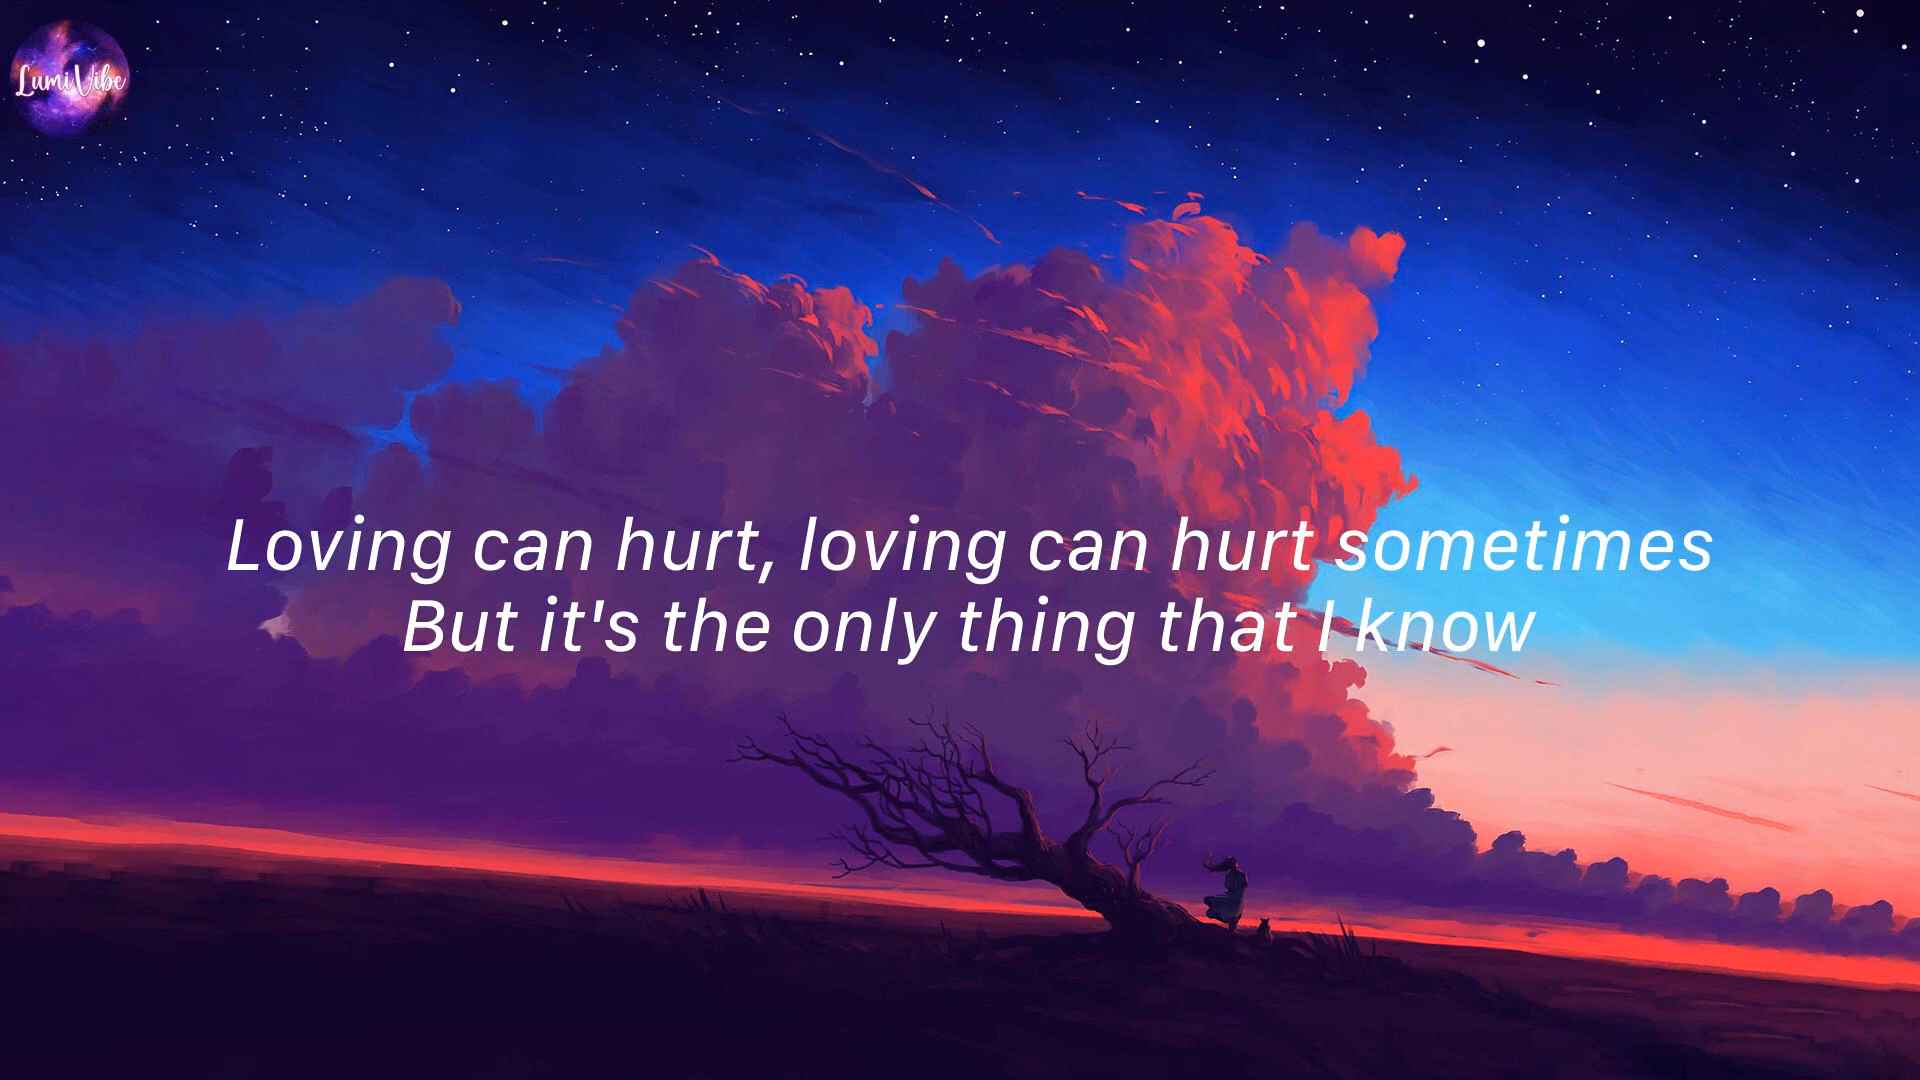 LumiVibe
Loving can hurt, loving can hurt sometimes
But it's the only thing that I know